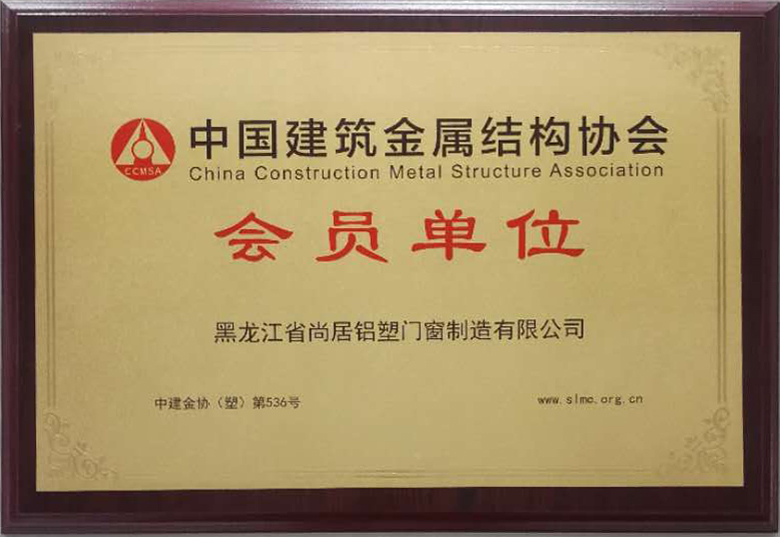 中国建筑金属结构协会
CCMSA
China Construction Metal Structure Association
会员单位
黑龙江省尚居铝塑门窗制造有限公司
中建金协（塑）第536号
www.slmc.org.cn